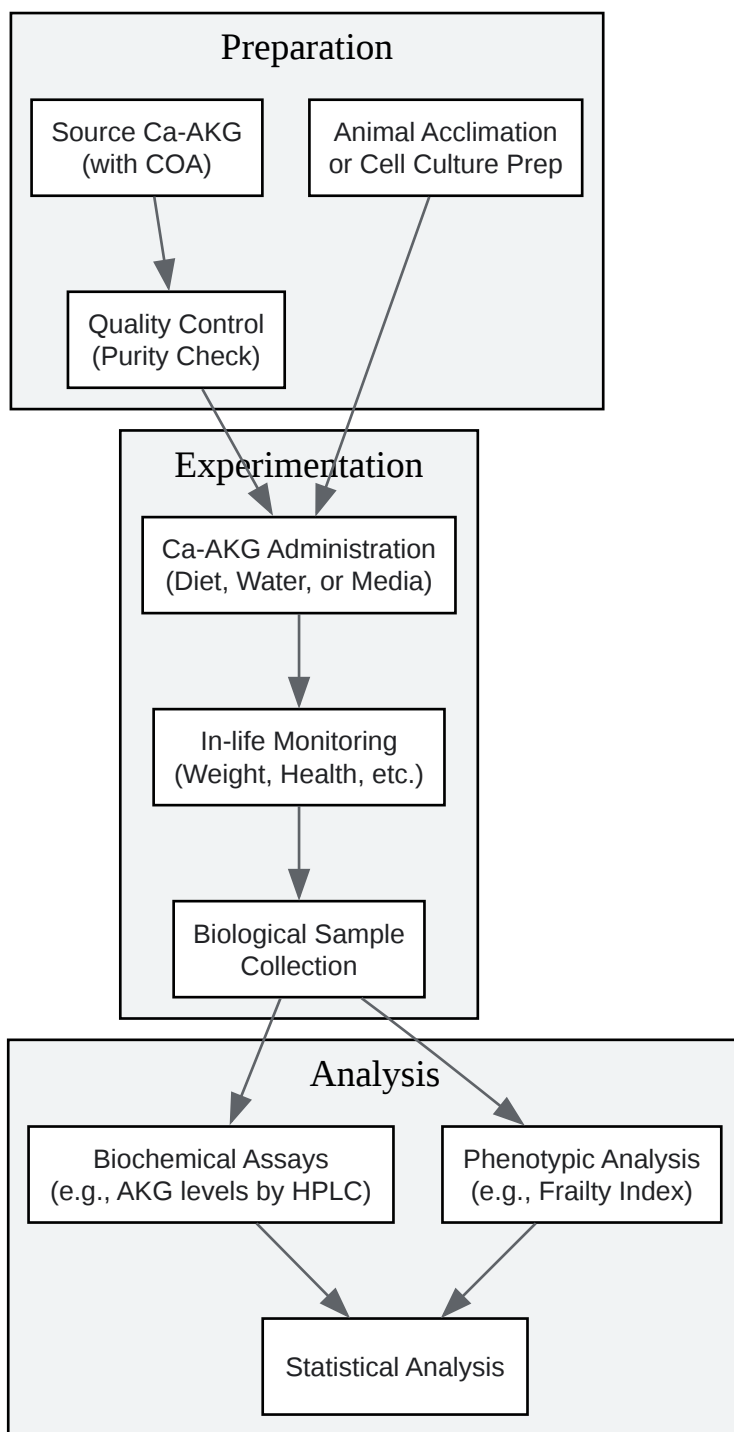 Preparation
Source Ca-AKG
(with COA)
Animal Acclimation
or Cell Culture Prep
Quality Control
(Purity Check)
Experimentation
Ca-AKG Administration
(Diet, Water, or Media)
In-life Monitoring
(Weight, Health, etc.)
Biological Sample
Collection
Analysis
Biochemical Assays
(e.g., AKG levels by HPLC)
Phenotypic Analysis
(e.g., Frailty Index)
Statistical Analysis